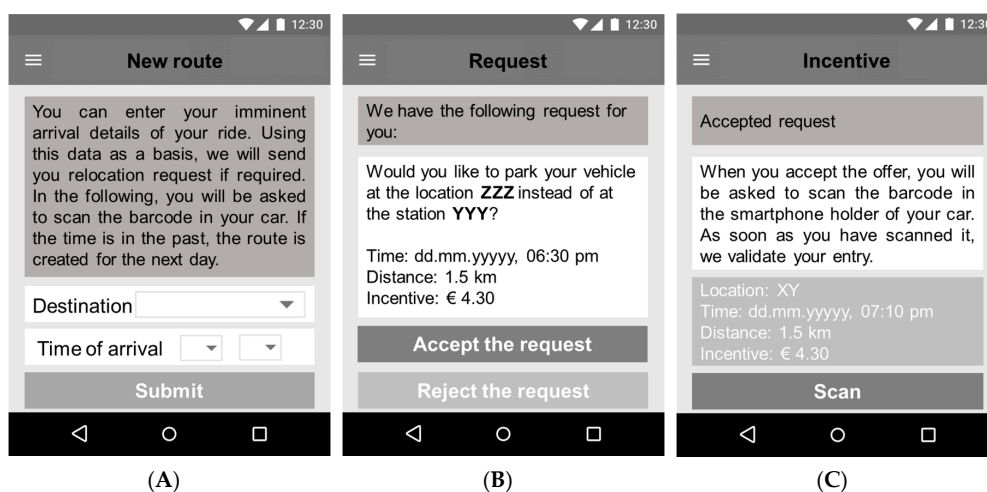 12:30
New route
You can enter your imminent
arrival details of your ride. Using
this data as a basis, we will send
you relocation request if required.
In the following, you will be asked
to scan the barcode in your car. If
the time is in the past, the route is
created for the next day.
Destination
Time of arrival
Submit
(A)
12:30
Request
We have the following request for
you:
Would you like to park your vehicle
at the location ZZZ instead of at
the station YYY?
Time: dd.mm.yyyyy, 06:30 pm
Distance: 1.5 km
Incentive: € 4.30
Accept the request
Reject the request
(B)
12:30
Incentive
Accepted request
When you accept the offer, you will
be asked to scan the barcode in
the smartphone holder of your car.
As soon as you have scanned it,
we validate your entry.
Location: XY
Time: dd.mm.yyyyy, 07:10 pm
Distance: 1.5 km
Incentive: € 4.30
Scan
(C)